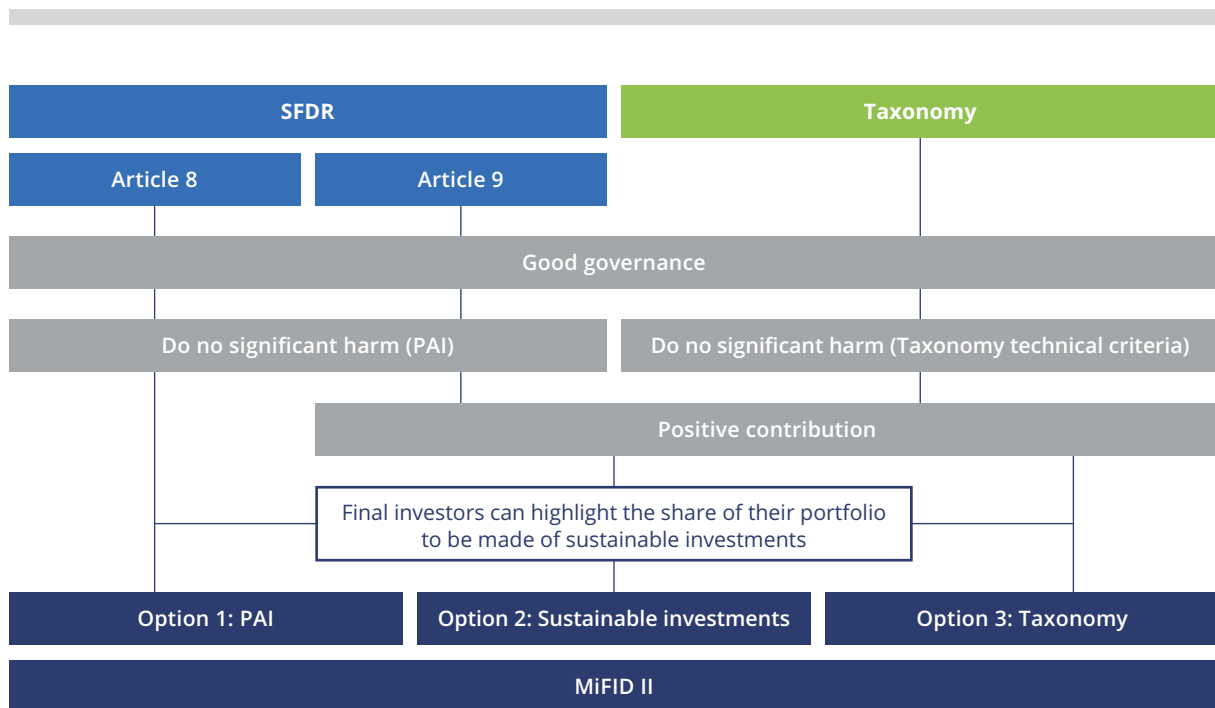 SFDR
Taxonomy
Article 8
Article 9
Good governance
Do no significant harm (PAI)
Do no significant harm (Taxonomy technical criteria)
Positive contribution
Final investors can highlight the share of their portfolio
to be made of sustainable investments
Option 1: PAI
Option 2: Sustainable investments
Option 3: Taxonomy
MiFID II